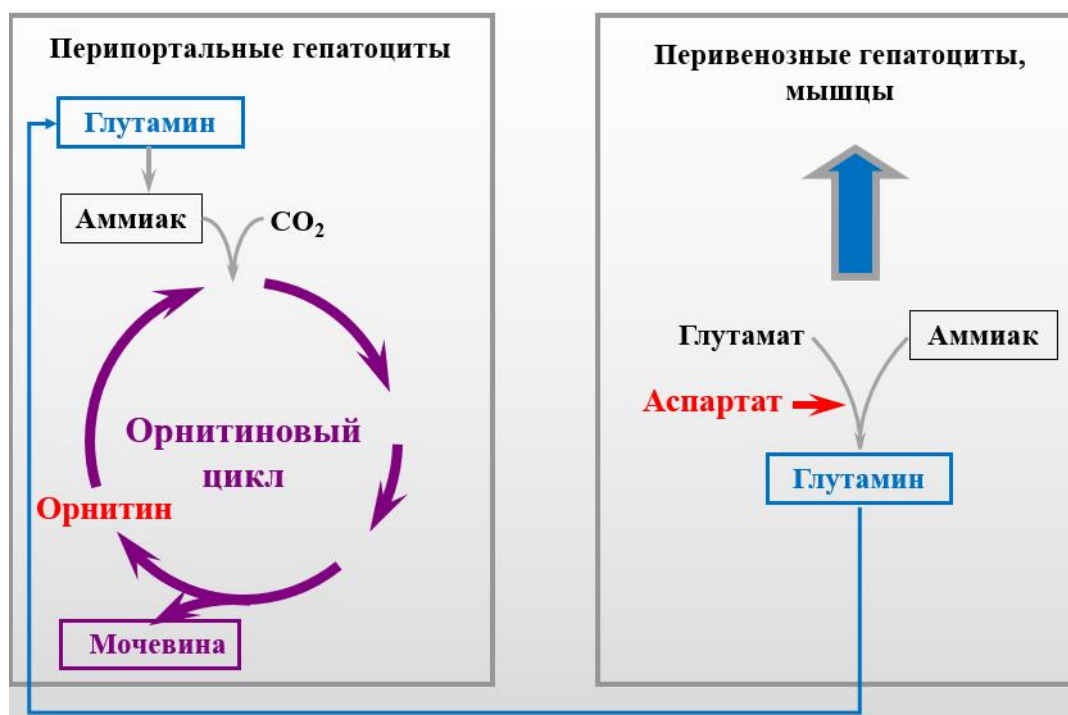 Перипортальные гепатоциты
Глутамин
Аммиак
CO₂
Орнитиновый
цикл
Орнитин
Мочевина
Перивенозные гепатоциты,
мышцы
Глутамат
Аммиак
Аспартат
Глутамин